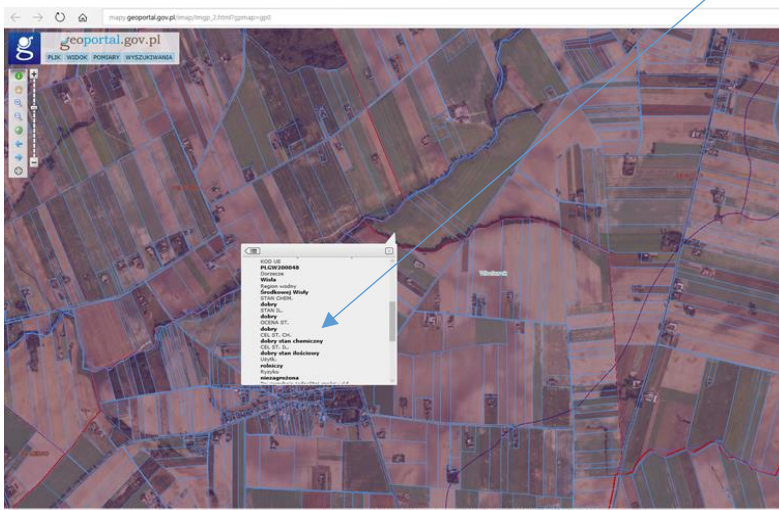 mapy.geoportal.gov.pl/imap/Imgp_2.html?gpmap=gp0
geoportal.gov.pl
PLIK WIDOK POMIARY WYSZUKIWANIA
KOD UE
PLGW200048
Dorzecze
Wisła
Region wodny
Środkowej Wisły
STAN CHEM.
dobry
STAN IL.
dobry
OCENA ST.
dobry
CEL ST. CH.
dobry stan chemiczny
CEL ST. IL.
dobry stan ilościowy
Użytk.
rolniczy
Ryzyko
niezagrożona